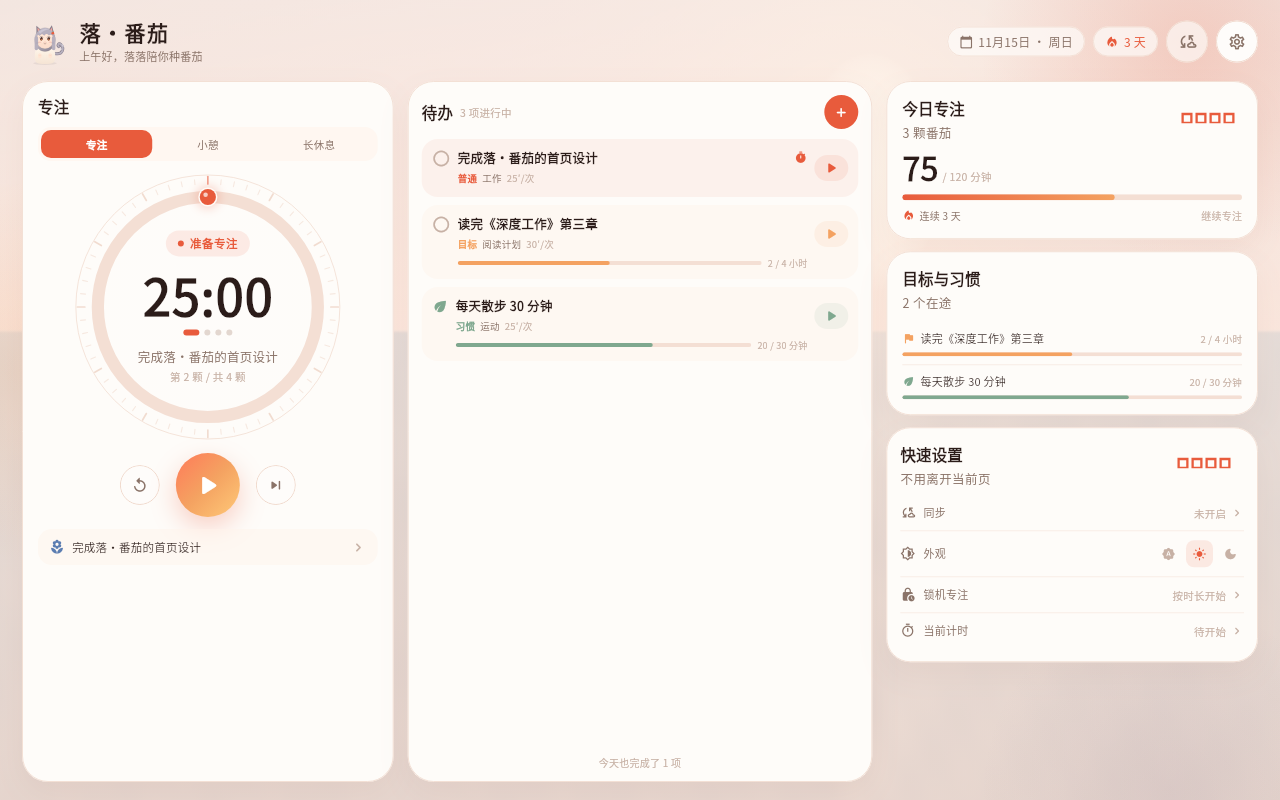 落·番茄
上午好，落落陪你种番茄
11月15日 · 周日
3 天
专注
专注
小憩
长休息
准备专注
25:00
完成落·番茄的首页设计
第 2 颗 / 共 4 颗
完成落·番茄的首页设计
待办 3 项进行中
完成落·番茄的首页设计
普通 工作 25'/次
读完《深度工作》第三章
目标 阅读计划 30'/次
2 / 4 小时
每天散步 30 分钟
习惯 运动 25'/次
20 / 30 分钟
今天也完成了 1 项
今日专注
3 颗番茄
75 / 120 分钟
连续 3 天
继续专注
目标与习惯
2 个在途
读完《深度工作》第三章
2 / 4 小时
每天散步 30 分钟
20 / 30 分钟
快速设置
不用离开当前页
同步
未开启
外观
锁机专注
按时长开始
当前计时
待开始